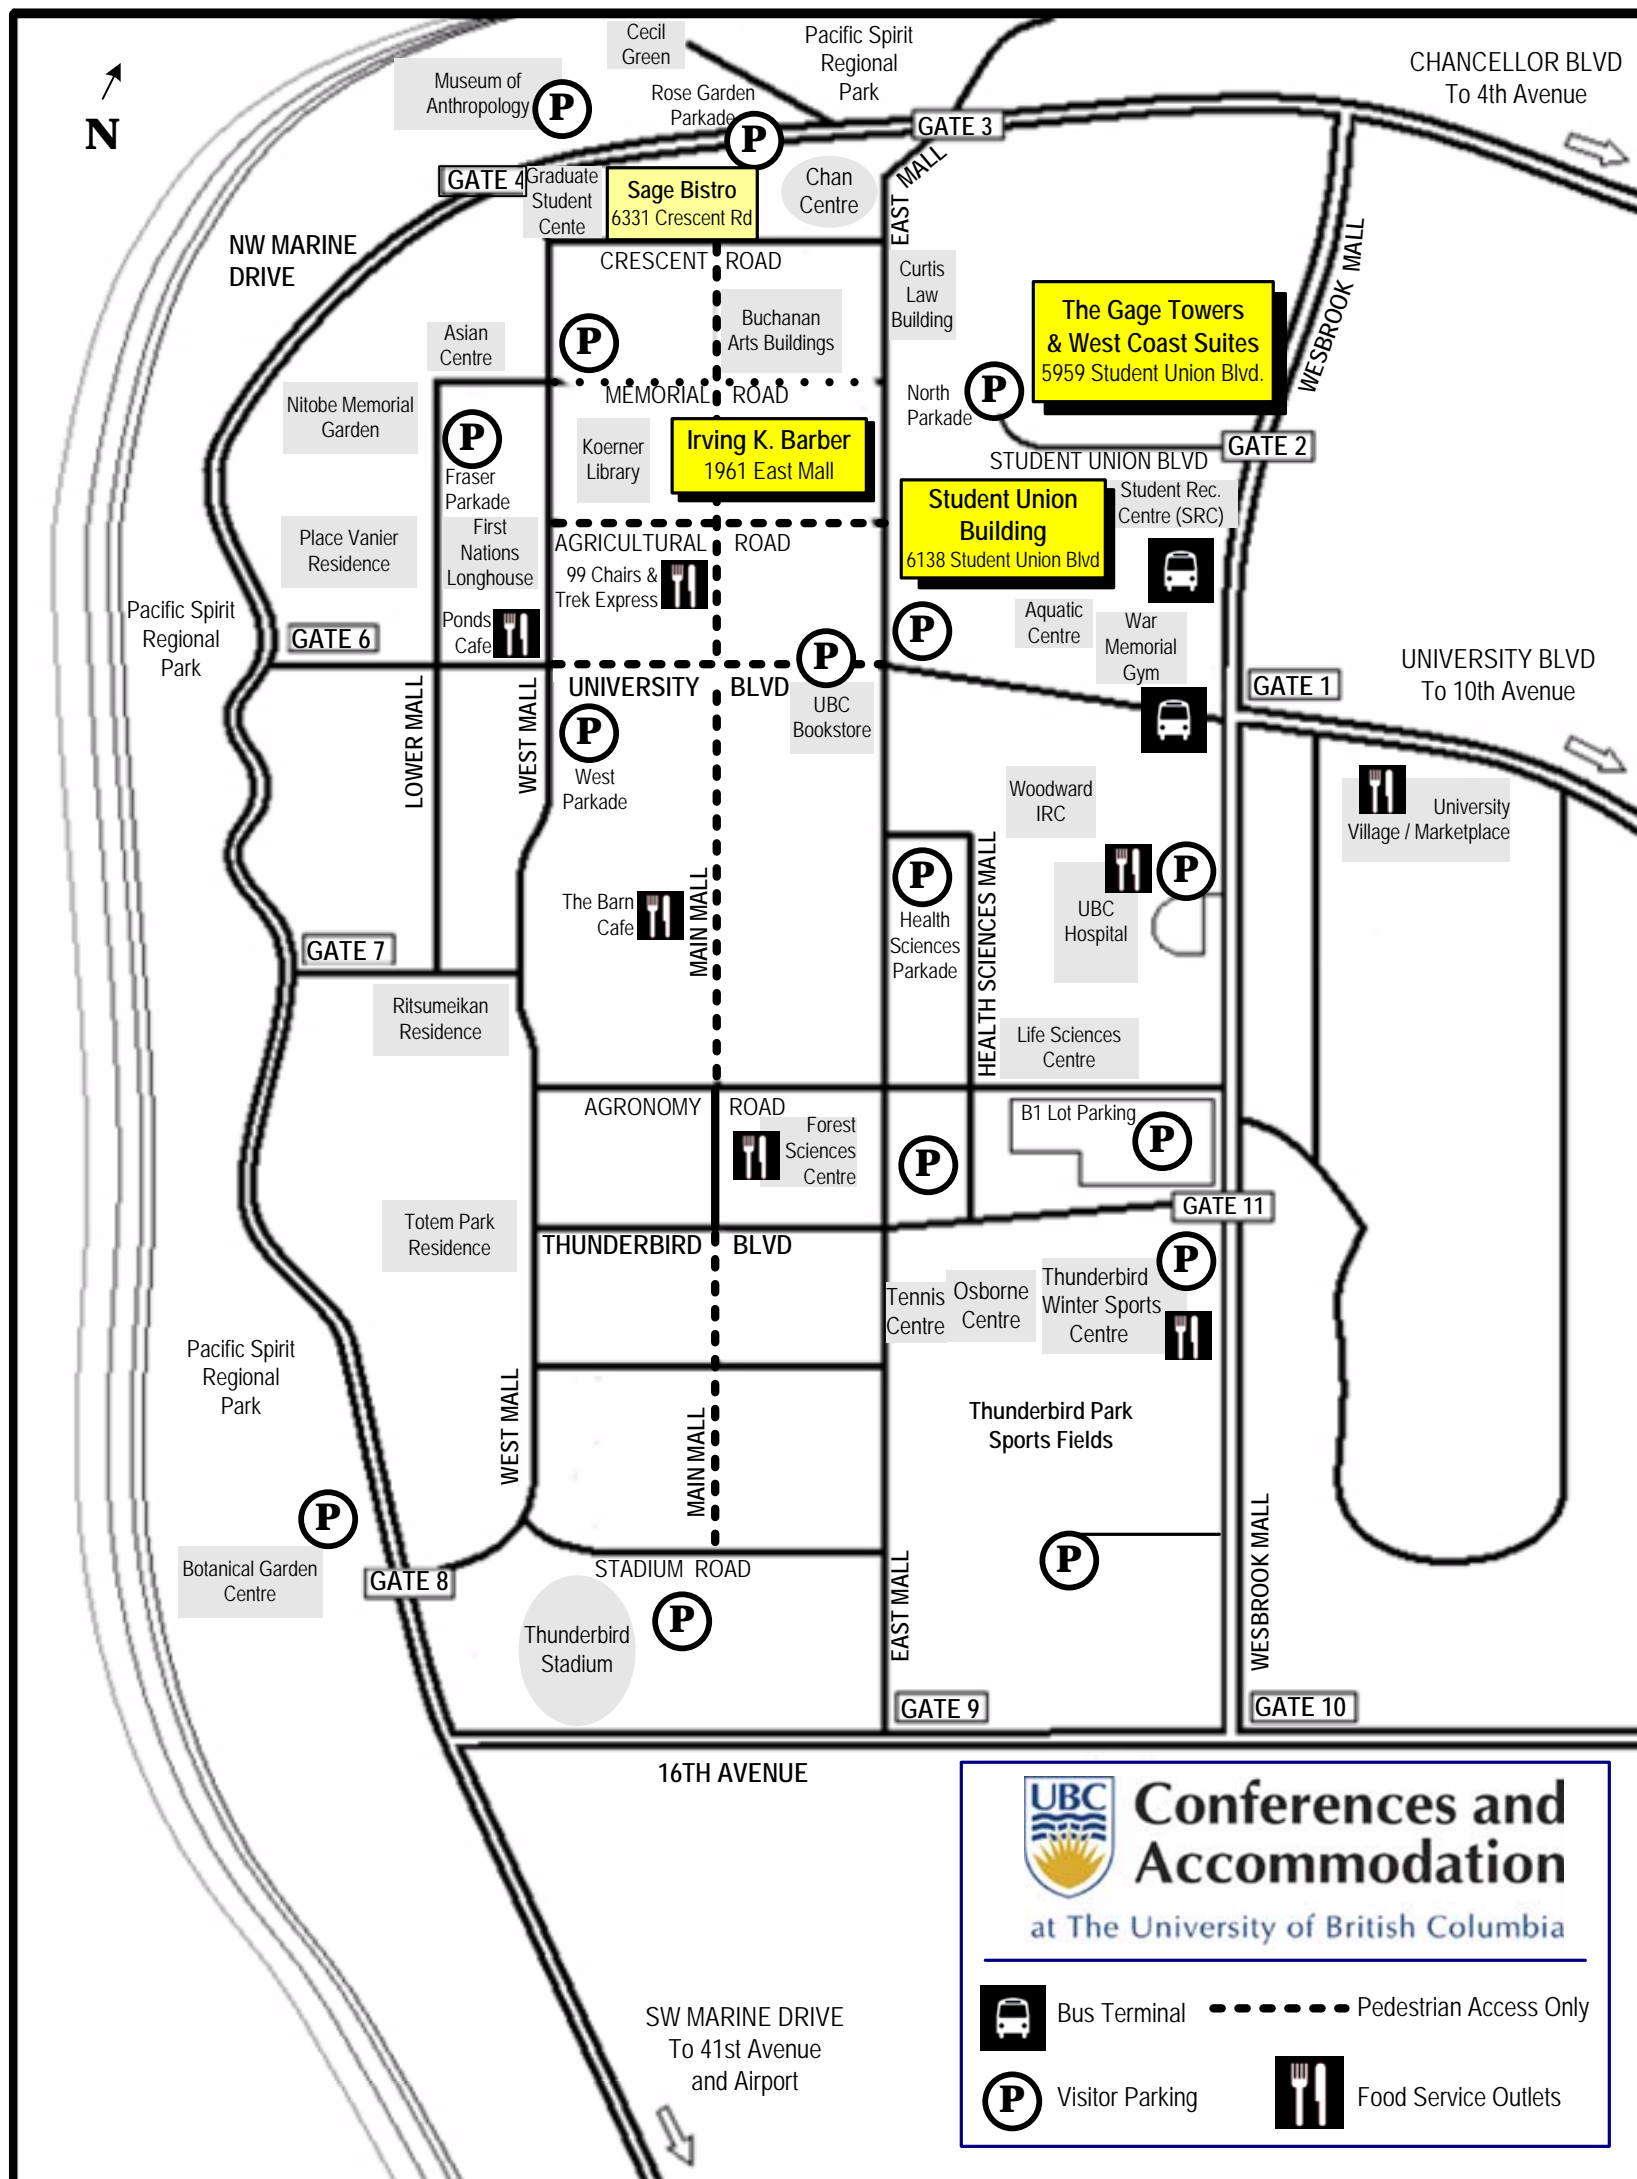 Cecil
Green
Pacific Spirit
Regional
Park
CHANCELLOR BLVD
To 4th Avenue
N
Museum of
Anthropology
P
Rose Garden
Parkade
P
GATE 3
GATE 4
Graduate
Student
Cente
Sage Bistro
6331 Crescent Rd
Chan
Centre
EAST MALL
NW MARINE
DRIVE
CRESCENT ROAD
Curtis
Law
Building
WESBROOK MALL
The Gage Towers
& West Coast Suites
5959 Student Union Blvd.
Asian
Centre
P
Buchanan
Arts Buildings
MEMORIAL ROAD
North
Parkade
P
Nitobe Memorial
Garden
P
Fraser
Parkade
Koerner
Library
Irving K. Barber
1961 East Mall
GATE 2
STUDENT UNION BLVD
Student Union
Building
6138 Student Union Blvd
Student Rec.
Centre (SRC)
Place Vanier
Residence
First
Nations
Longhouse
AGRICULTURAL ROAD
99 Chairs &
Trek Express
Pacific Spirit
Regional
Park
GATE 6
Ponds
Cafe
P
Aquatic
Centre
War
Memorial
Gym
P
UNIVERSITY BLVD
UBC
Bookstore
GATE 1
UNIVERSITY BLVD
To 10th Avenue
LOWER MALL
WEST MALL
P
West
Parkade
Woodward
IRC
University
Village / Marketplace
The Barn
Cafe
MAIN MALL
P
Health
Sciences
Parkade
HEALTH SCIENCES MALL
P
UBC
Hospital
GATE 7
Ritsumeikan
Residence
Life Sciences
Centre
AGRONOMY ROAD
Forest
Sciences
Centre
P
B1 Lot Parking
P
GATE 11
Totem Park
Residence
THUNDERBIRD BLVD
Tennis
Centre
Osborne
Centre
Thunderbird
Winter Sports
Centre
P
Pacific Spirit
Regional
Park
WEST MALL
MAIN MALL
Thunderbird Park
Sports Fields
P
Botanical Garden
Centre
GATE 8
STADIUM ROAD
Thunderbird
Stadium
P
EAST MALL
P
WESBROOK MALL
GATE 9
GATE 10
16TH AVENUE
UBC
Conferences and
Accommodation
at The University of British Columbia
Bus Terminal
Pedestrian Access Only
P
Visitor Parking
Food Service Outlets
SW MARINE DRIVE
To 41st Avenue
and Airport